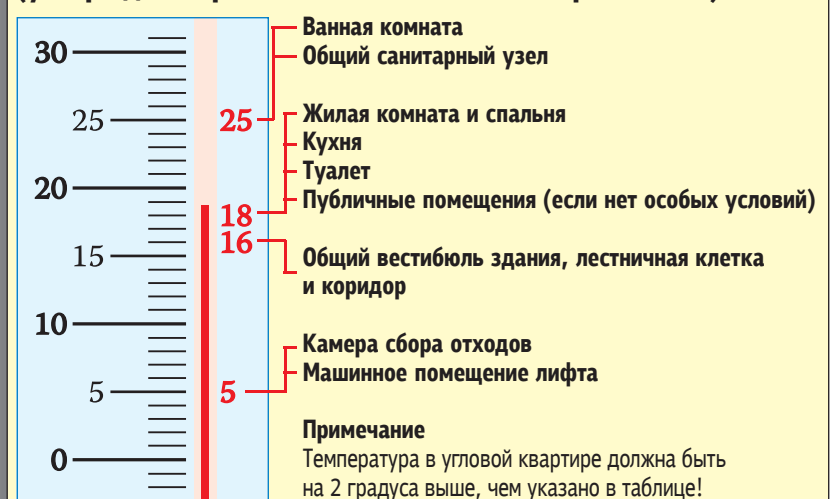 Ванная комната
30
Общий санитарный узел
25
25
Жилая комната и спальня
Кухня
Туалет
20
Публичные помещения (если нет особых условий)
18
16
15
Общий вестибюль здания, лестничная клетка
и коридор
10
Камера сбора отходов
Машинное помещение лифта
5
5
Примечание
0
Температура в угловой квартире должна быть
на 2 градуса выше, чем указано в таблице!